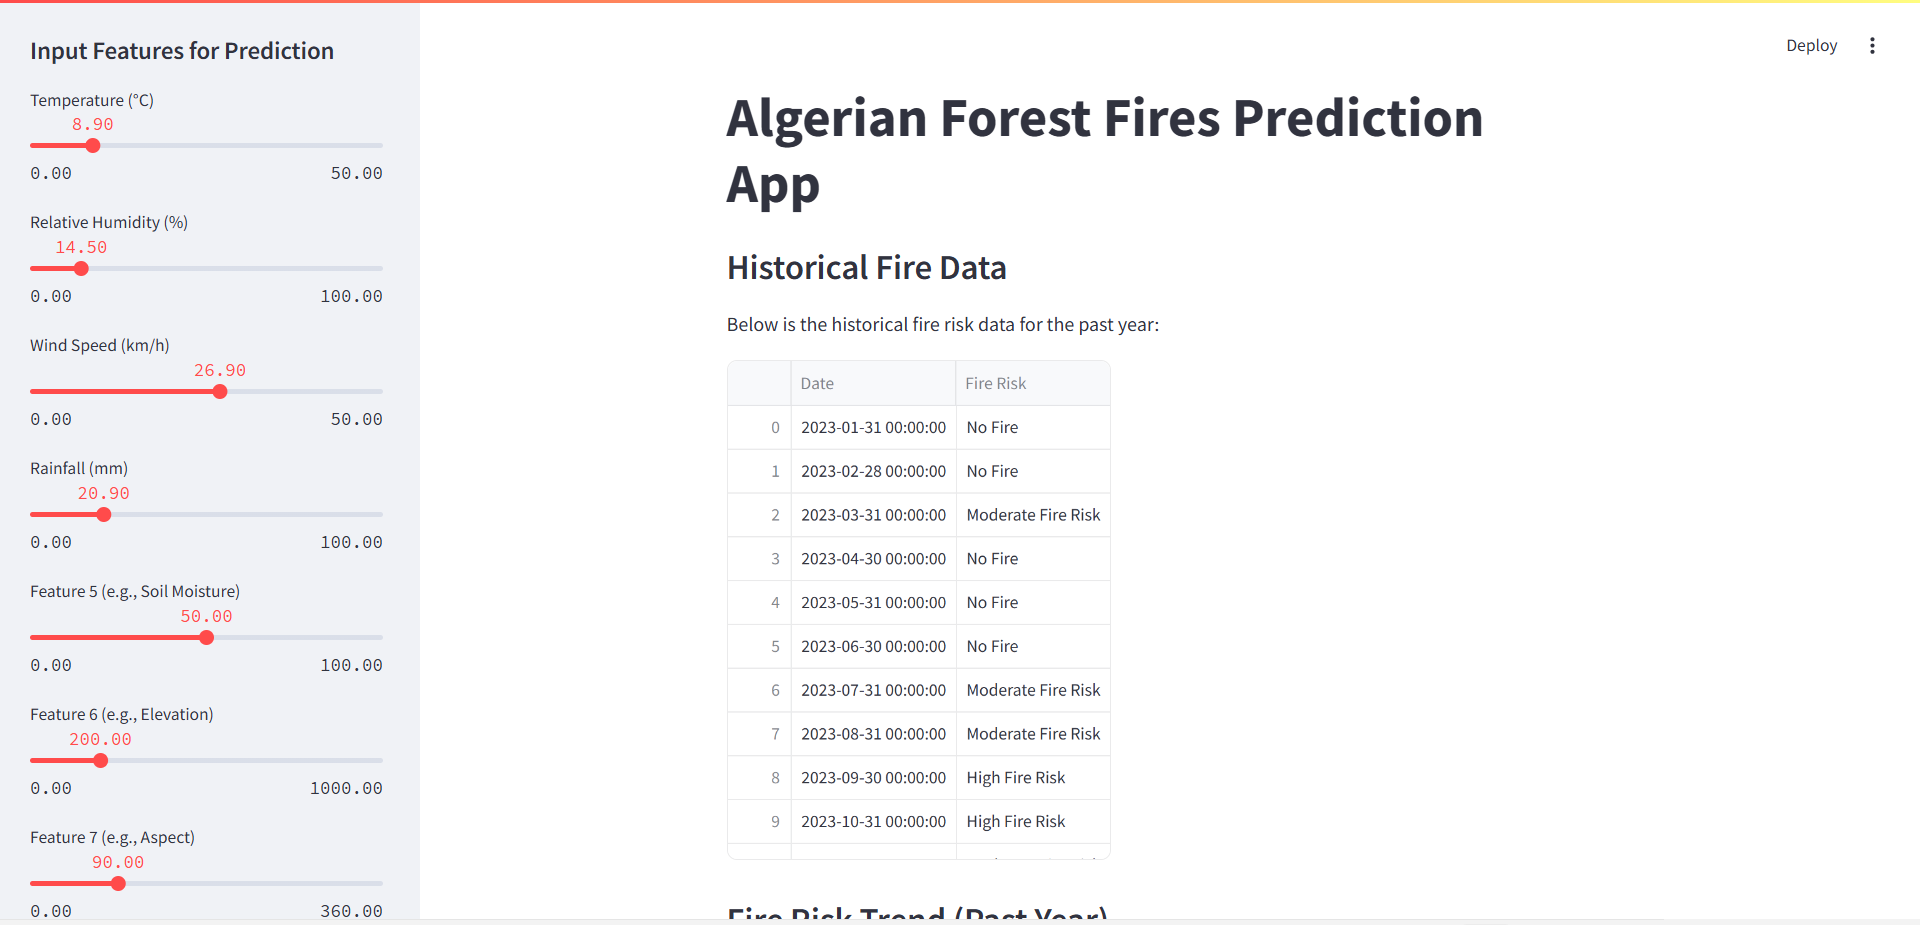 Input Features for Prediction
Temperature (°C)
8.90
0.00 50.00
Relative Humidity (%)
14.50
0.00 100.00
Wind Speed (km/h)
26.90
0.00 50.00
Rainfall (mm)
20.90
0.00 100.00
Feature 5 (e.g., Soil Moisture)
50.00
0.00 100.00
Feature 6 (e.g., Elevation)
200.00
0.00 1000.00
Feature 7 (e.g., Aspect)
90.00
0.00 360.00
Deploy
Algerian Forest Fires Prediction
App
Historical Fire Data
Below is the historical fire risk data for the past year:
Date Fire Risk
0 2023-01-31 00:00:00 No Fire
1 2023-02-28 00:00:00 No Fire
2 2023-03-31 00:00:00 Moderate Fire Risk
3 2023-04-30 00:00:00 No Fire
4 2023-05-31 00:00:00 No Fire
5 2023-06-30 00:00:00 No Fire
6 2023-07-31 00:00:00 Moderate Fire Risk
7 2023-08-31 00:00:00 Moderate Fire Risk
8 2023-09-30 00:00:00 High Fire Risk
9 2023-10-31 00:00:00 High Fire Risk
Fire Risk Trend (Past Year)